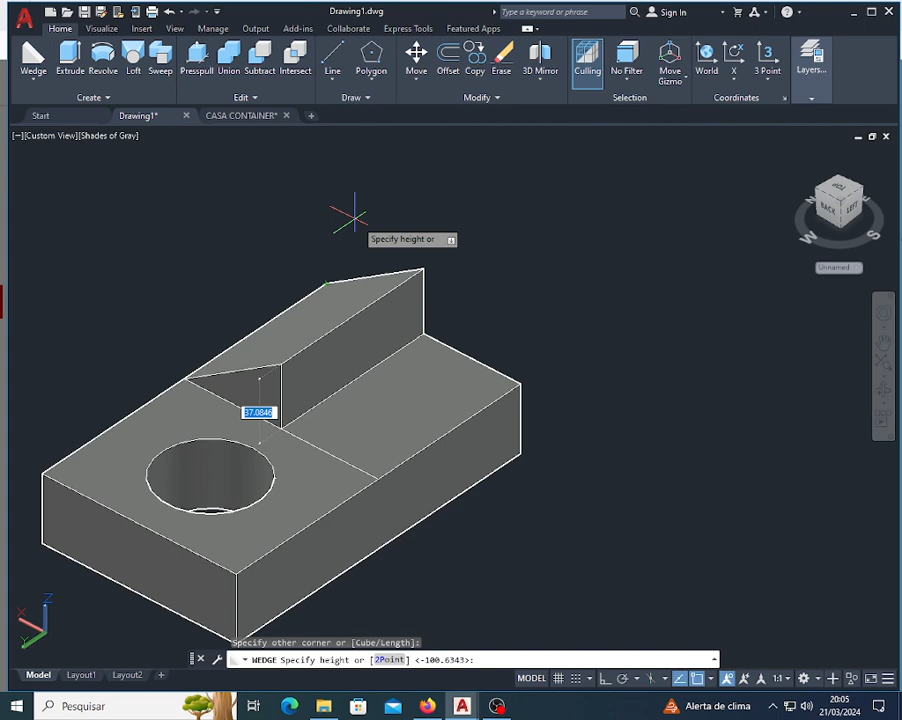 Drawing1.dwg
Type a keyword or phrase
Sign In
Home Visualize Insert View Manage Output Add-ins Collaborate Express Tools Featured Apps
Wedge Extrude Revolve Loft Sweep Presspull Union Subtract Intersect Line Polygon Move Offset Copy Erase 3D Mirror Culling No Filter Move Gizmo World X 3 Point Layers...
Create Edit Draw Modify Selection Coordinates
Start Drawing1* CASA CONTAINER*
[−][Custom View][Shades of Gray]
TOP
BACK LEFT
W S
Unnamed
Specify height or
37.0846
Z
X
Y
Specify other corner or [Cube/Length]:
WEDGE Specify height or [2Point] <-100.6343>:
Model Layout1 Layout2 MODEL 1:1
Pesquisar Alerta de clima 20:05
21/03/2024